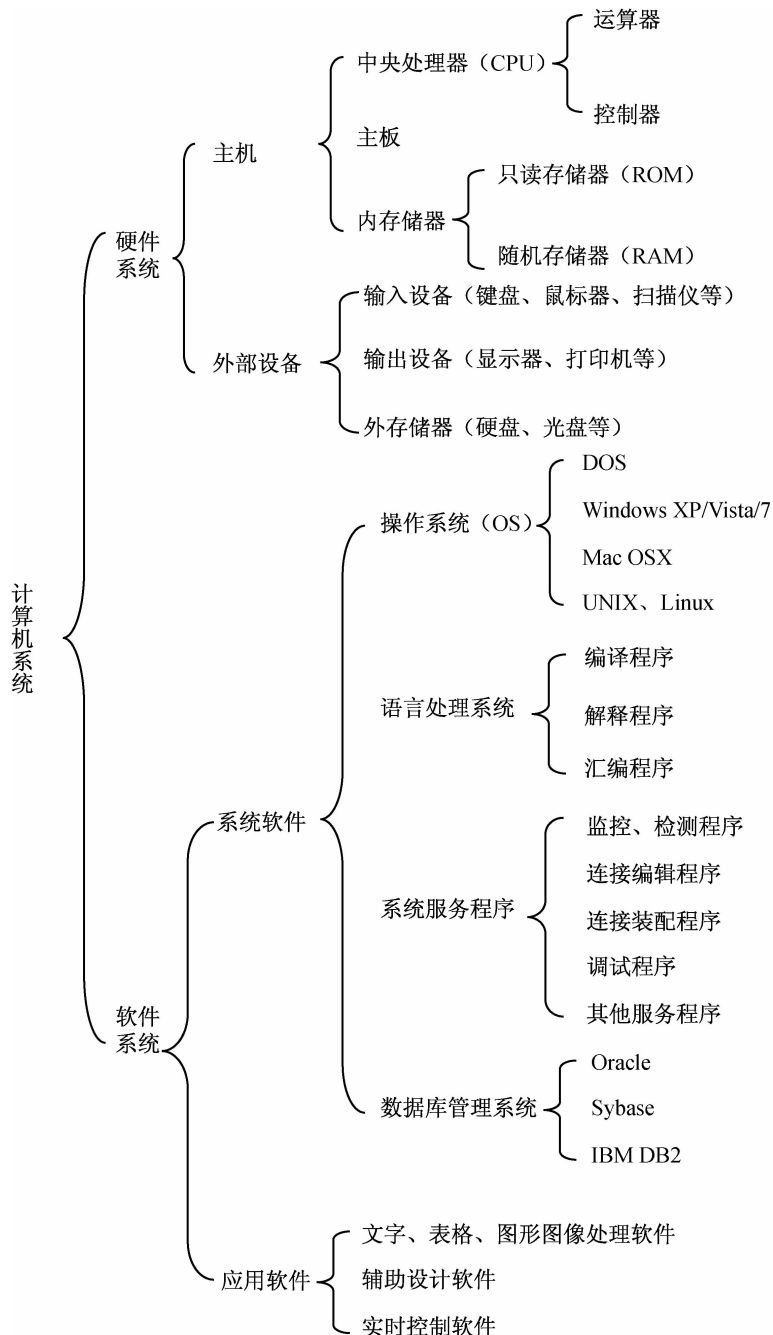 计算机系统
硬件
系统
主机
中央处理器（CPU）
运算器
控制器
主板
内存储器
只读存储器（ROM）
随机存储器（RAM）
外部设备
输入设备（键盘、鼠标器、扫描仪等）
输出设备（显示器、打印机等）
外存储器（硬盘、光盘等）
软件
系统
系统软件
操作系统（OS）
DOS
Windows XP/Vista/7
Mac OSX
UNIX、Linux
语言处理系统
编译程序
解释程序
汇编程序
系统服务程序
监控、检测程序
连接编辑程序
连接装配程序
调试程序
其他服务程序
数据库管理系统
Oracle
Sybase
IBM DB2
应用软件
文字、表格、图形图像处理软件
辅助设计软件
实时控制软件